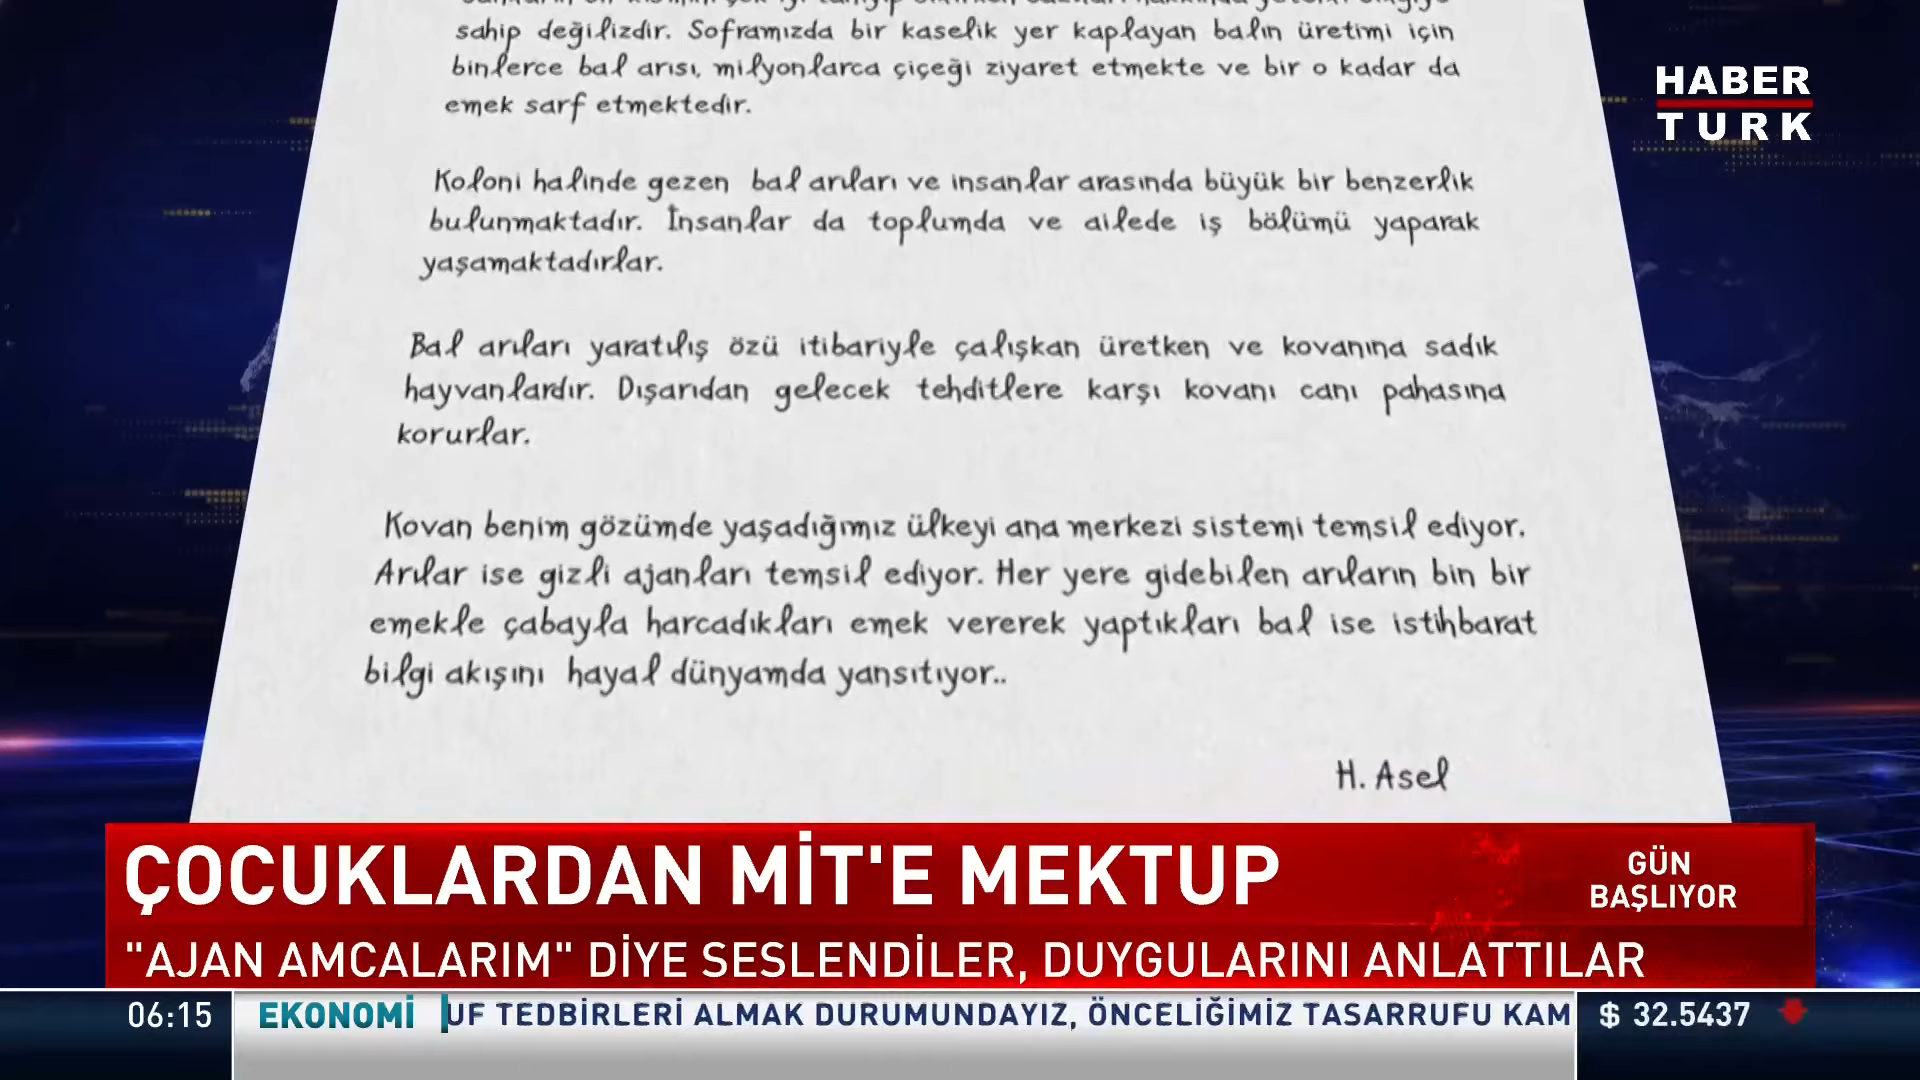 sahip değilizdir. Soframızda bir kaselik yer kaplayan balın üretimi için
binlerce bal arısı, milyonlarca çiçeği ziyaret etmekte ve bir o kadar da
emek sarf etmektedir.
Koloni halinde gezen bal arıları ve insanlar arasında büyük bir benzerlik
bulunmaktadır. İnsanlar da toplumda ve ailede iş bölümü yaparak
yaşamaktadırlar.
Bal arıları yaratılış özü itibariyle çalışkan üretken ve kovanına sadık
hayvanlardır. Dışarıdan gelecek tehditlere karşı kovanı canı pahasına
korurlar.
Kovan benim gözümde yaşadığımız ülkeyi ana merkezi sistemi temsil ediyor.
Arılar ise gizli ajanları temsil ediyor. Her yere gidebilen arıların bin bir
emekle çabayla harcadıkları emek vererek yaptıkları bal ise istihbarat
bilgi akışını hayal dünyamda yansıtıyor..
H. Asel
HABER
TURK
ÇOCUKLARDAN MİT'E MEKTUP
GÜN
BAŞLIYOR
"AJAN AMCALARIM" DİYE SESLENDİLER, DUYGULARINI ANLATTILAR
06:15 EKONOMİ UF TEDBİRLERİ ALMAK DURUMUNDAYIZ, ÖNCELİĞİMİZ TASARRUFU KAM $ 32.5437